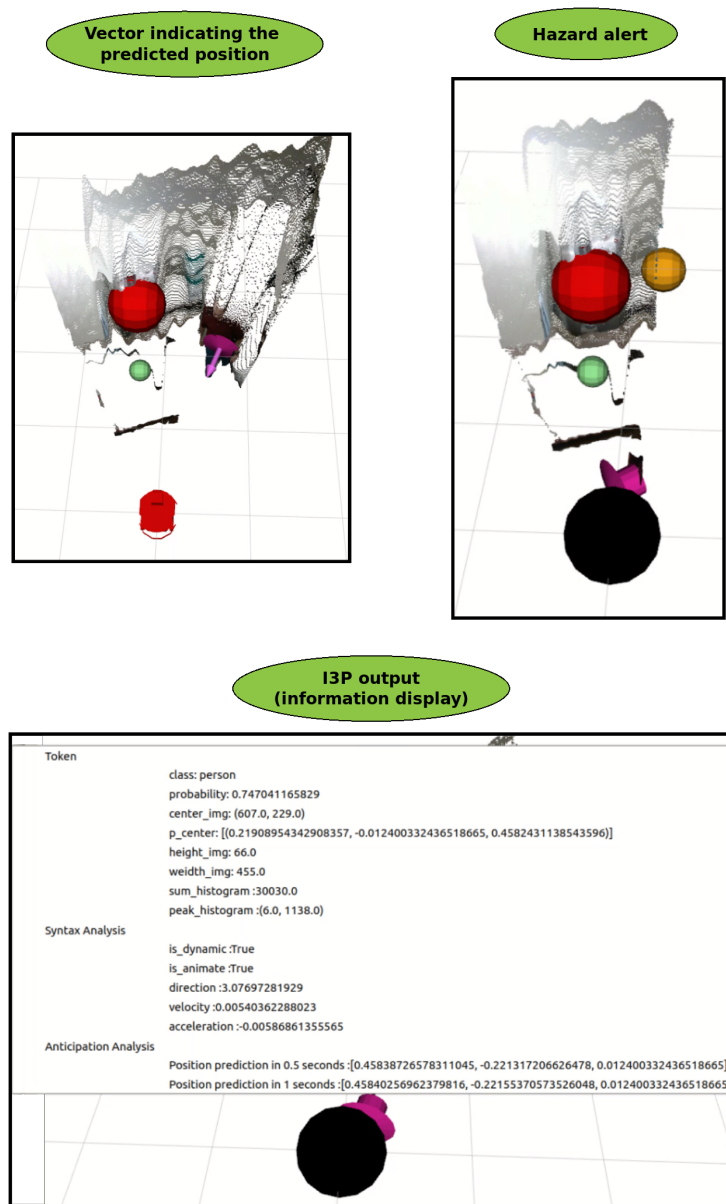 Vector indicating the
predicted position
Hazard alert
I3P output
(information display)
Token
class: person
probability: 0.747041165829
center_img: (607.0, 229.0)
p_center: [(0.21908954342908357, -0.012400332436518665, 0.4582431138543596)]
height_img: 66.0
weidth_img: 455.0
sum_histogram :30030.0
peak_histogram :(6.0, 1138.0)
Syntax Analysis
is_dynamic :True
is_animate :True
direction :3.07697281929
velocity :0.00540362288023
acceleration :-0.00586861355565
Anticipation Analysis
Position prediction in 0.5 seconds :[0.45838726578311045, -0.221317206626478, 0.012400332436518665]
Position prediction in 1 seconds :[0.45840256962379816, -0.22155370573526048, 0.012400332436518665